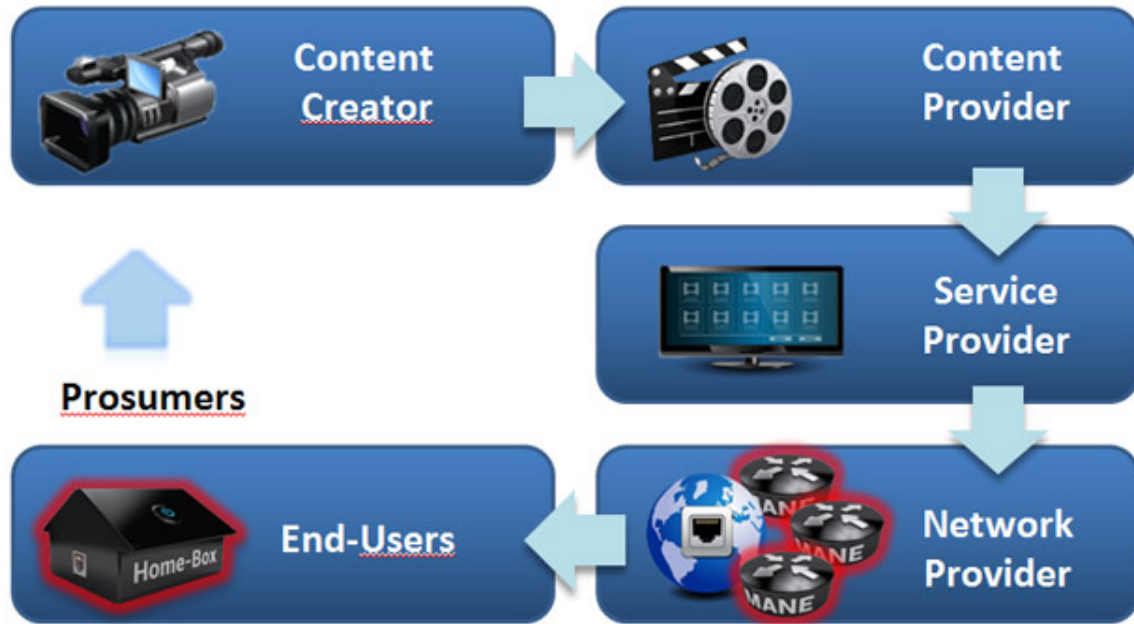 Content
Creator
Content
Provider
Service
Provider
Prosumers
Home-Box
End-Users
MANE
MANE
MANE
Network
Provider